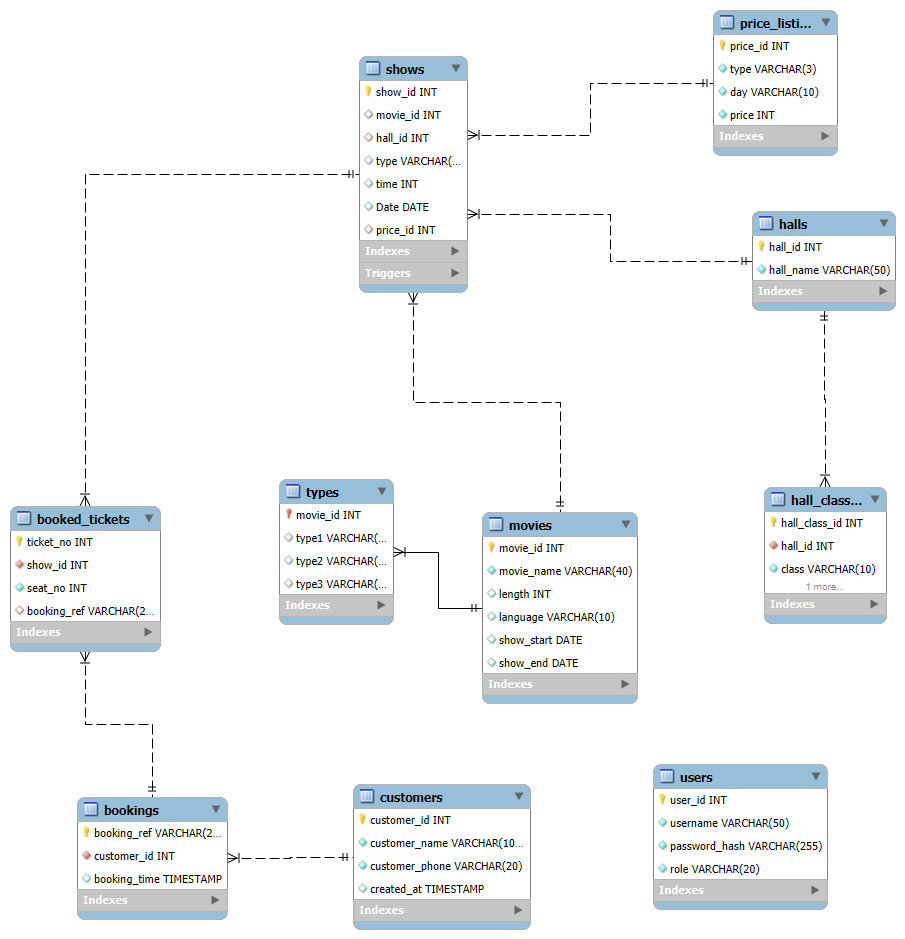 price_listi...
price_id INT
type VARCHAR(3)
day VARCHAR(10)
price INT
Indexes
shows
show_id INT
movie_id INT
hall_id INT
type VARCHAR(...
time INT
Date DATE
price_id INT
Indexes
Triggers
halls
hall_id INT
hall_name VARCHAR(50)
Indexes
types
movie_id INT
type1 VARCHAR(...
type2 VARCHAR(...
type3 VARCHAR(...
Indexes
hall_class...
hall_class_id INT
hall_id INT
class VARCHAR(10)
1 more...
Indexes
booked_tickets
ticket_no INT
show_id INT
seat_no INT
booking_ref VARCHAR(2...
Indexes
movies
movie_id INT
movie_name VARCHAR(40)
length INT
language VARCHAR(10)
show_start DATE
show_end DATE
Indexes
bookings
booking_ref VARCHAR(2...
customer_id INT
booking_time TIMESTAMP
Indexes
customers
customer_id INT
customer_name VARCHAR(10...
customer_phone VARCHAR(20)
created_at TIMESTAMP
Indexes
users
user_id INT
username VARCHAR(50)
password_hash VARCHAR(255)
role VARCHAR(20)
Indexes